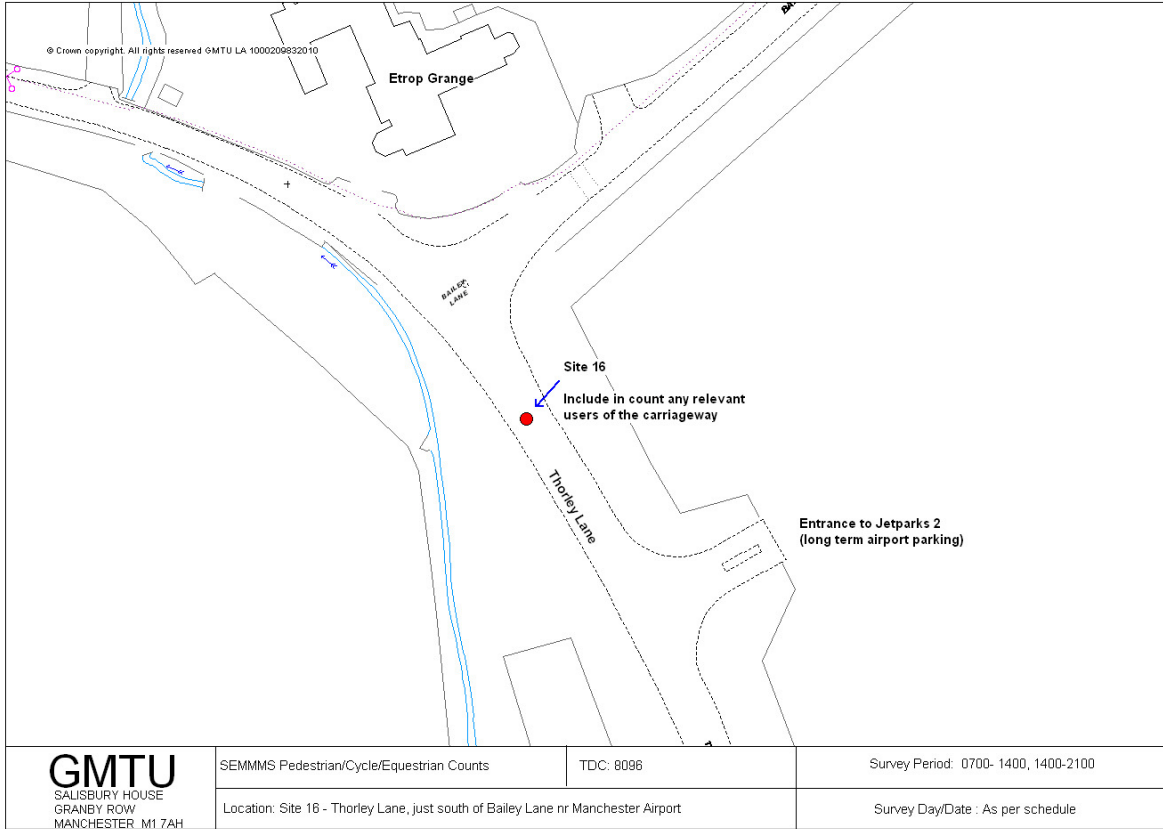 © Crown copyright. All rights reserved GMTU LA 1000209832010
Etrop Grange
BAILEY
LANE
Site 16
Include in count any relevant
users of the carriageway
Thorley Lane
Entrance to Jetparks 2
(long term airport parking)
GMTU
SALISBURY HOUSE
GRANBY ROW
MANCHESTER M1 7AH
SEMMMS Pedestrian/Cycle/Equestrian Counts
TDC: 8096
Survey Period: 0700- 1400, 1400-2100
Location: Site 16 - Thorley Lane, just south of Bailey Lane nr Manchester Airport
Survey Day/Date : As per schedule